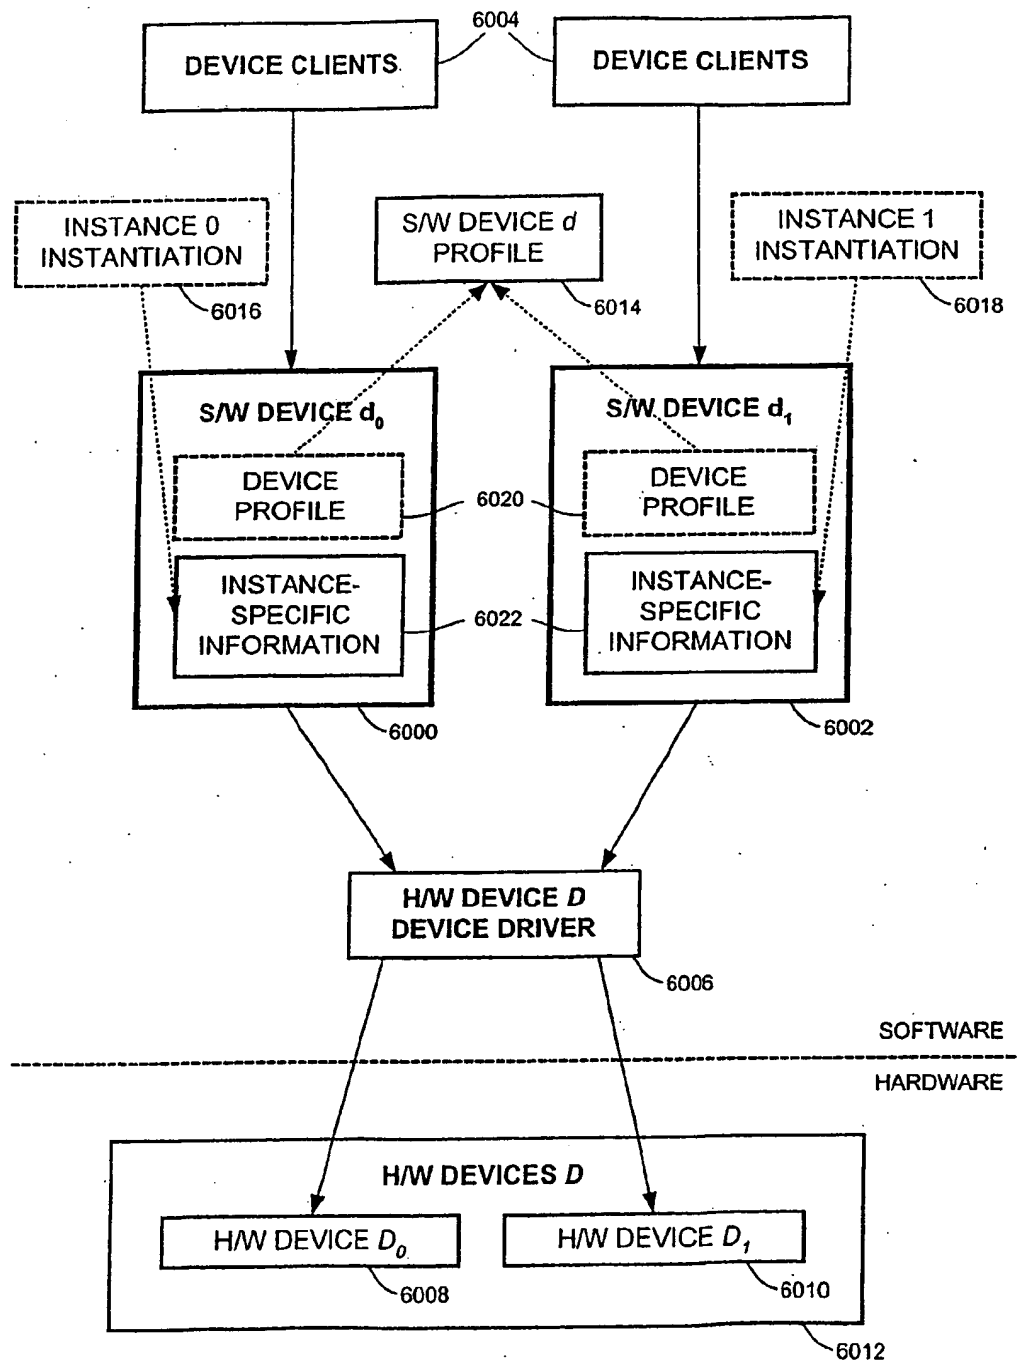 6004
DEVICE CLIENTS
DEVICE CLIENTS
INSTANCE 0
INSTANTIATION
6016
S/W DEVICE d
PROFILE
6014
INSTANCE 1
INSTANTIATION
6018
S/W DEVICE d0
DEVICE
PROFILE
INSTANCE-
SPECIFIC
INFORMATION
6000
6020
6022
S/W DEVICE d1
DEVICE
PROFILE
INSTANCE-
SPECIFIC
INFORMATION
6002
H/W DEVICE D
DEVICE DRIVER
6006
SOFTWARE
HARDWARE
H/W DEVICES D
H/W DEVICE D0
6008
H/W DEVICE D1
6010
6012